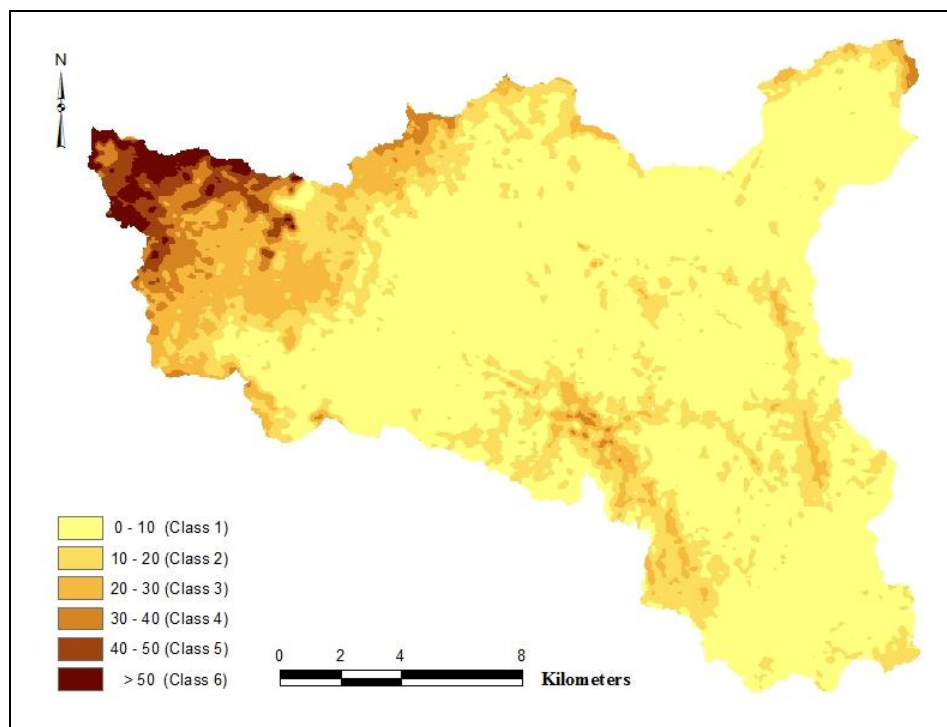 N
0 - 10 (Class 1)
10 - 20 (Class 2)
20 - 30 (Class 3)
30 - 40 (Class 4)
40 - 50 (Class 5)
> 50 (Class 6)
0 2 4 8
Kilometers